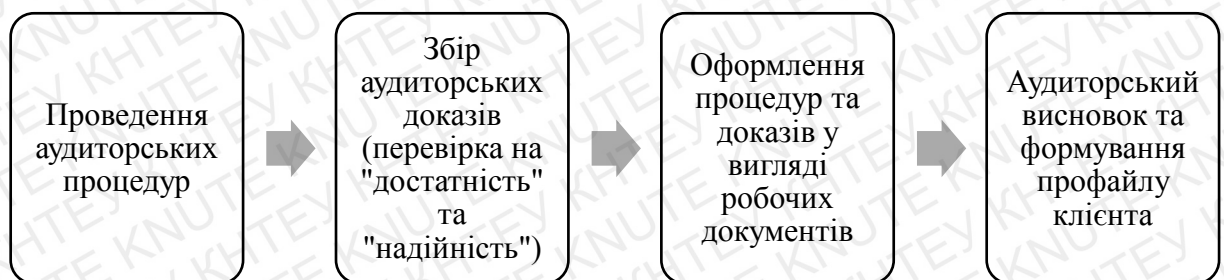 Проведення
аудиторських
процедур
Збір
аудиторських
доказів
(перевірка на
"достатність"
та
"надійність")
Оформлення
процедур та
доказів у
вигляді
робочих
документів
Аудиторський
висновок та
формування
профайлу
клієнта